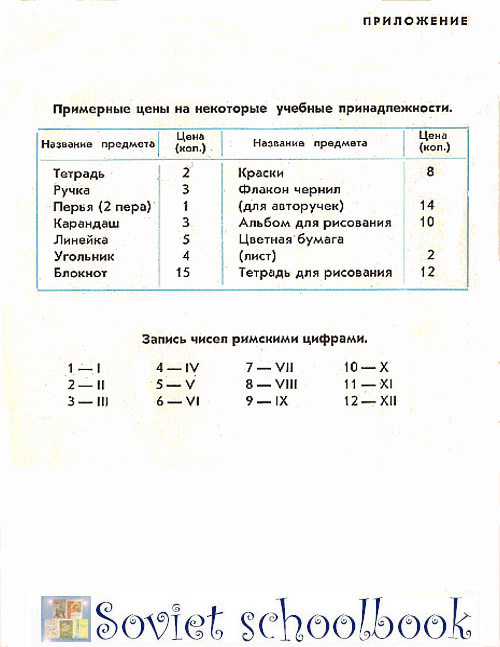 ПРИЛОЖЕНИЕ
Примерные цены на некоторые учебные принадлежности.
Название предмета Цена (коп.) Название предмета Цена (коп.)
Тетрадь 2 Краски 8
Ручка 3 Флакон чернил
Перья (2 пера) 1 (для авторучек) 14
Карандаш 3 Альбом для рисования 10
Линейка 5 Цветная бумага
Угольник 4 (лист) 2
Блокнот 15 Тетрадь для рисования 12
Запись чисел римскими цифрами.
1 — I 4 — IV 7 — VII 10 — X
2 — II 5 — V 8 — VIII 11 — XI
3 — III 6 — VI 9 — IX 12 — XII
Soviet schoolbook